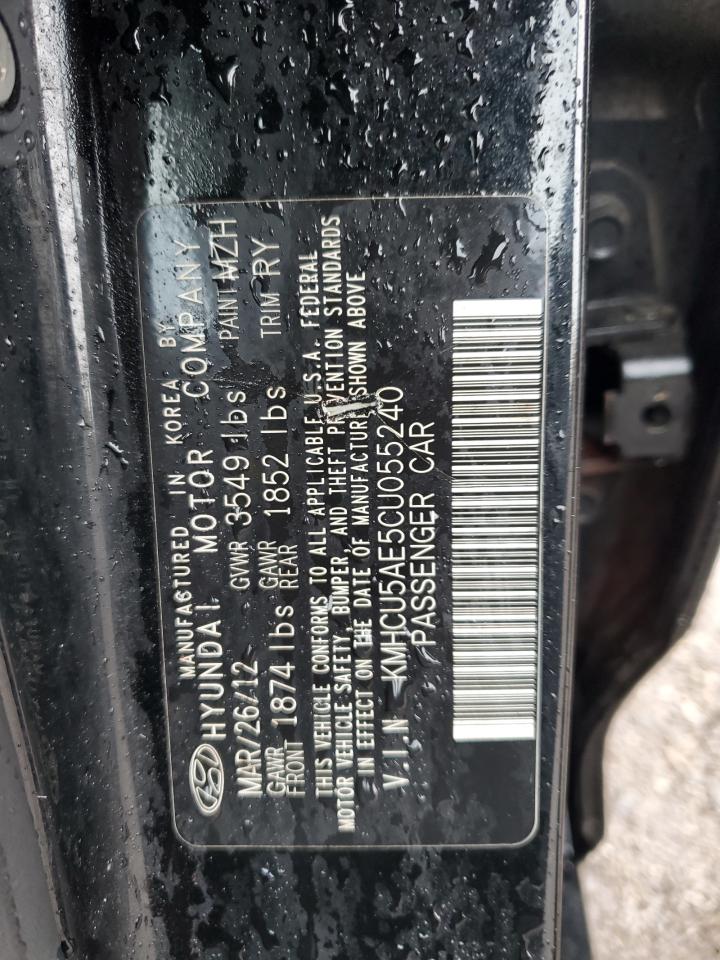 MANUFACTURED IN KOREA BY
HYUNDAI MOTOR COMPANY
MAR/26/12 GVWR 3549 lbs PAINT MZH
GAWR FRONT 1874 lbs GAWR REAR 1852 lbs TRIM RY
THIS VEHICLE CONFORMS TO ALL APPLICABLE U.S.A. FEDERAL
MOTOR VEHICLE SAFETY, BUMPER, AND THEFT PREVENTION STANDARDS
IN EFFECT ON THE DATE OF MANUFACTURE SHOWN ABOVE
V.I.N KMHCU5AE5CU055240
PASSENGER CAR